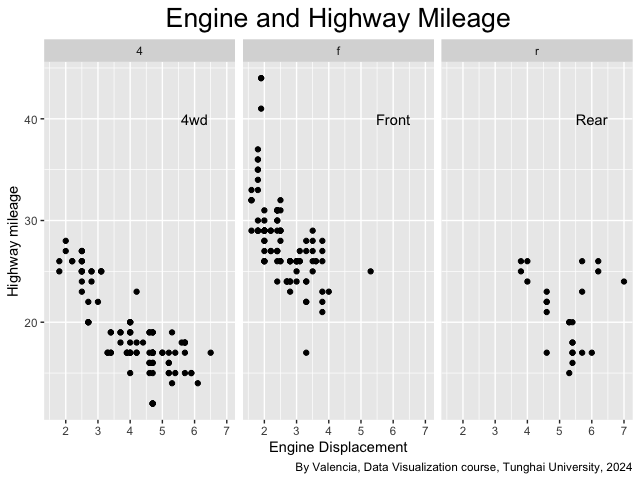 Engine and Highway Mileage
4 f r
4wd Front Rear
40
30
20
Highway mileage
2 3 4 5 6 7 2 3 4 5 6 7 2 3 4 5 6 7
Engine Displacement
By Valencia, Data Visualization course, Tunghai University, 2024